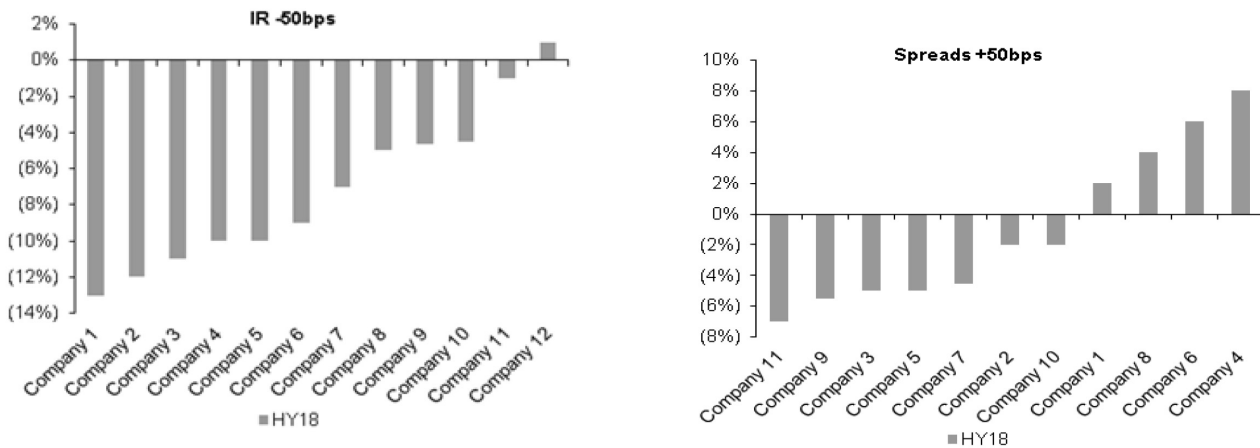 IR -50bps
2%
0%
(2%)
(4%)
(6%)
(8%)
(10%)
(12%)
(14%)
Company 1
Company 2
Company 3
Company 4
Company 5
Company 6
Company 7
Company 8
Company 9
Company 10
Company 11
Company 12
HY18
Spreads +50bps
10%
8%
6%
4%
2%
0%
(2%)
(4%)
(6%)
(8%)
Company 11
Company 9
Company 3
Company 5
Company 7
Company 2
Company 10
Company 1
Company 8
Company 6
Company 4
HY18